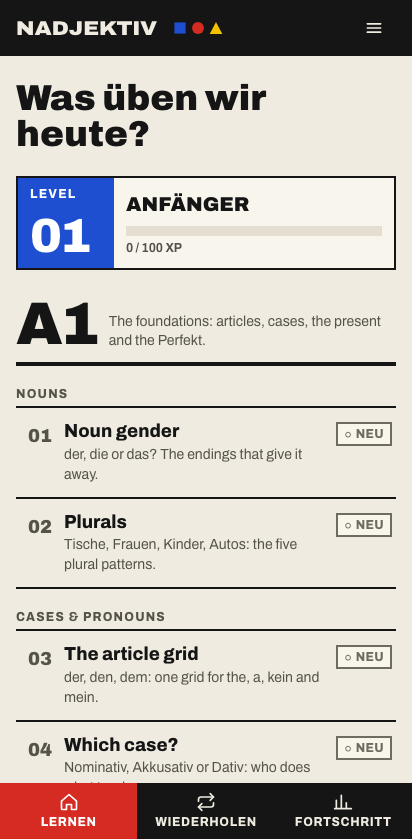 NADJEKTIV
Was üben wir
heute?
LEVEL
01
ANFÄNGER
0 / 100 XP
A1
The foundations: articles, cases, the present
and the Perfekt.
NOUNS
01
Noun gender
der, die or das? The endings that give it
away.
NEU
02
Plurals
Tische, Frauen, Kinder, Autos: the five
plural patterns.
NEU
CASES & PRONOUNS
03
The article grid
der, den, dem: one grid for the, a, kein and
mein.
NEU
04
Which case?
Nominativ, Akkusativ or Dativ: who does
NEU
LERNEN
WIEDERHOLEN
FORTSCHRITT